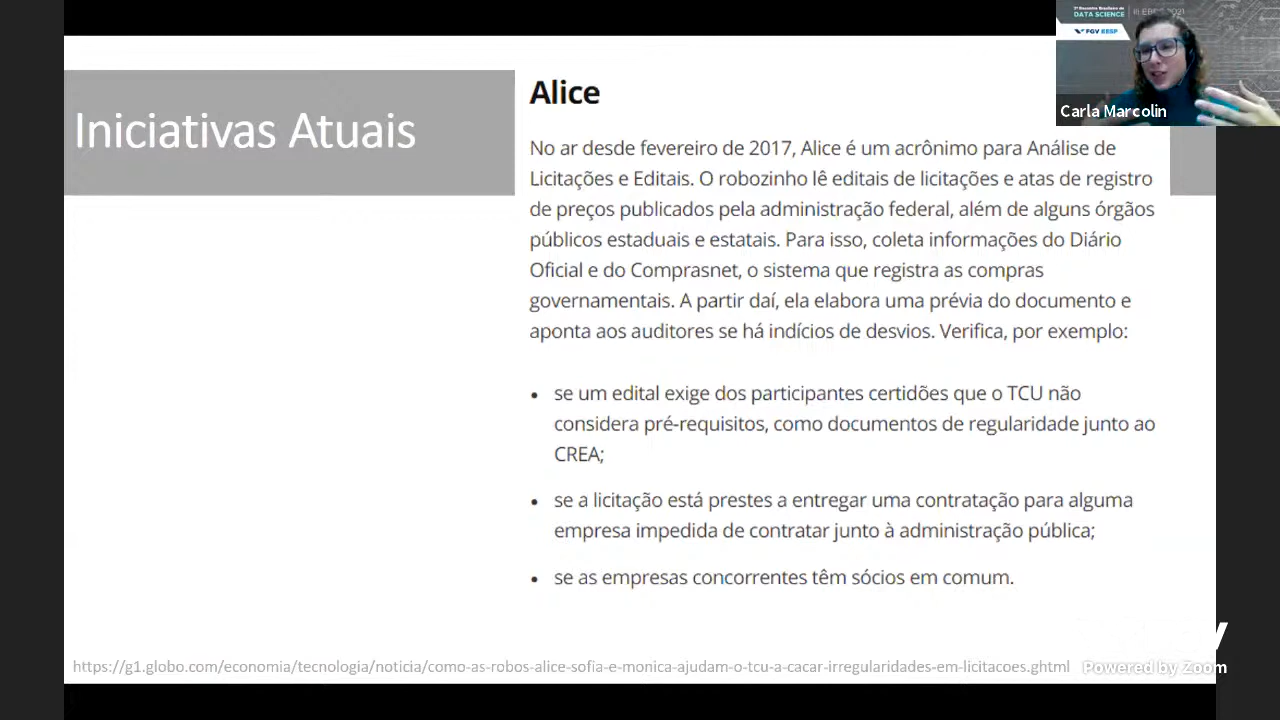 Iniciativas Atuais
Alice
No ar desde fevereiro de 2017, Alice é um acrônimo para Análise de
Licitações e Editais. O robozinho lê editais de licitações e atas de registro
de preços publicados pela administração federal, além de alguns órgãos
públicos estaduais e estatais. Para isso, coleta informações do Diário
Oficial e do Comprasnet, o sistema que registra as compras
governamentais. A partir daí, ela elabora uma prévia do documento e
aponta aos auditores se há indícios de desvios. Verifica, por exemplo:
• se um edital exige dos participantes certidões que o TCU não
considera pré-requisitos, como documentos de regularidade junto ao
CREA;
• se a licitação está prestes a entregar uma contratação para alguma
empresa impedida de contratar junto à administração pública;
• se as empresas concorrentes têm sócios em comum.
https://g1.globo.com/economia/tecnologia/noticia/como-as-robos-alice-sofia-e-monica-ajudam-o-tcu-a-cacar-irregularidades-em-licitacoes.ghtml
DATA SCIENCE
FGV EESP
Carla Marcolin
Powered by Zoom